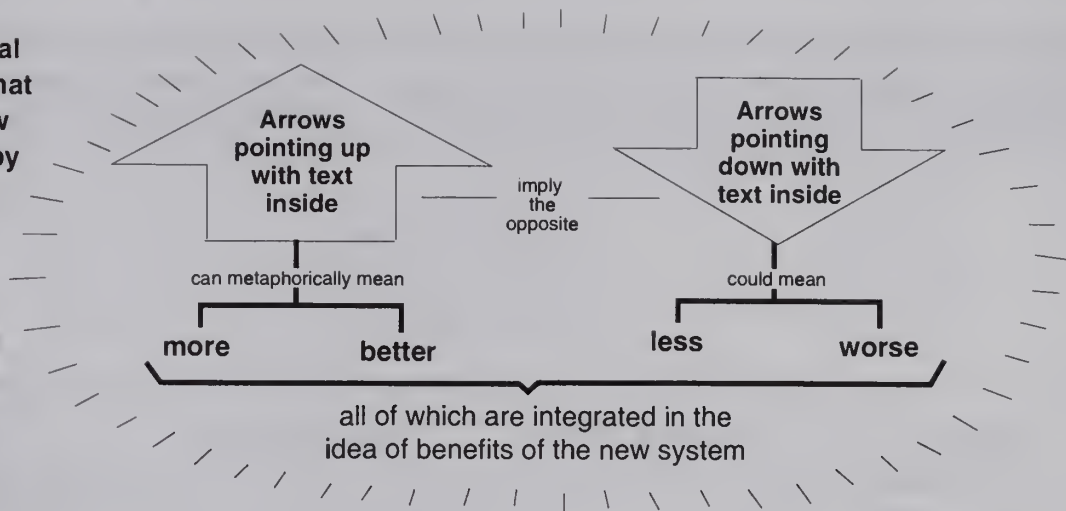 Arrows
pointing up
with text
inside
Arrows
pointing
down with
text inside
imply
the
opposite
can metaphorically mean
could mean
more
better
less
worse
all of which are integrated in the
idea of benefits of the new system